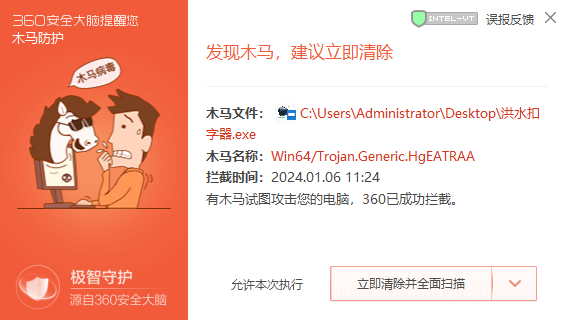 360安全大脑提醒您
木马防护
木马病毒
极智守护
源自360安全大脑
INTEL-VT 误报反馈
发现木马，建议立即清除
木马文件： C:\Users\Administrator\Desktop\洪水扣
字器.exe
木马名称：Win64/Trojan.Generic.HgEATRAA
拦截时间：2024.01.06 11:24
有木马试图攻击您的电脑，360已成功拦截。
允许本次执行 立即清除并全面扫描